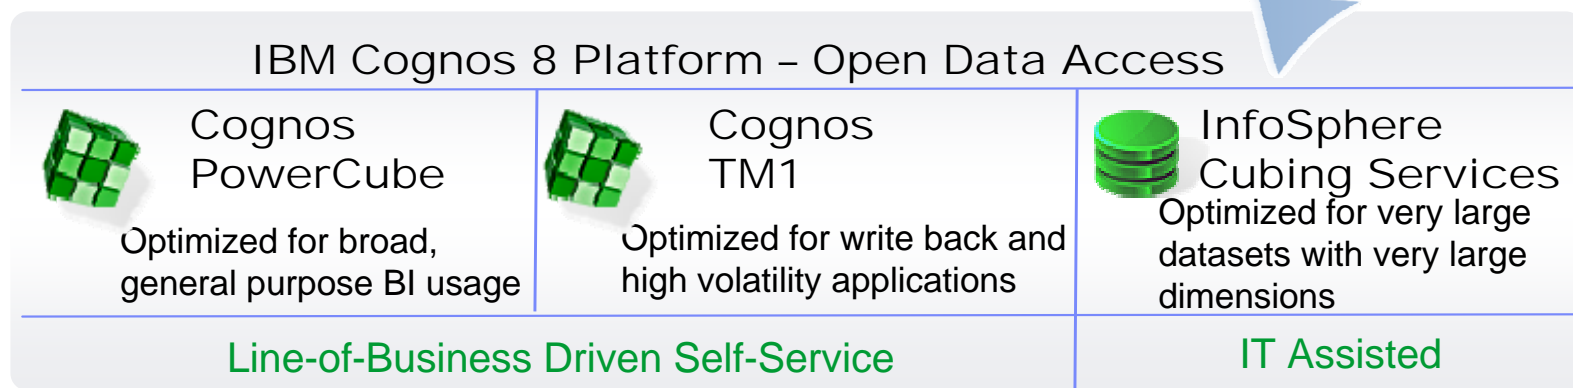 IBM Cognos 8 Platform – Open Data Access
Cognos
PowerCube
Optimized for broad,
general purpose BI usage
Cognos
TM1
Optimized for write back and
high volatility applications
InfoSphere
Cubing Services
Optimized for very large
datasets with very large
dimensions
Line-of-Business Driven Self-Service
IT Assisted